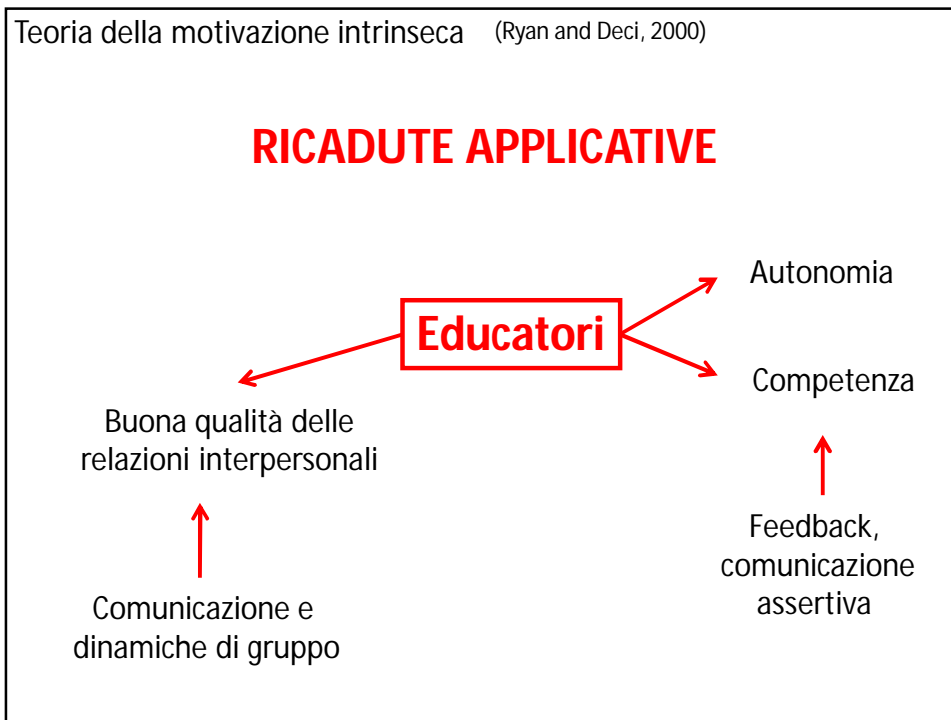 Teoria della motivazione intrinseca (Ryan and Deci, 2000)
RICADUTE APPLICATIVE
Autonomia
Educatori
Competenza
Buona qualità delle
relazioni interpersonali
Feedback,
comunicazione
assertiva
Comunicazione e
dinamiche di gruppo